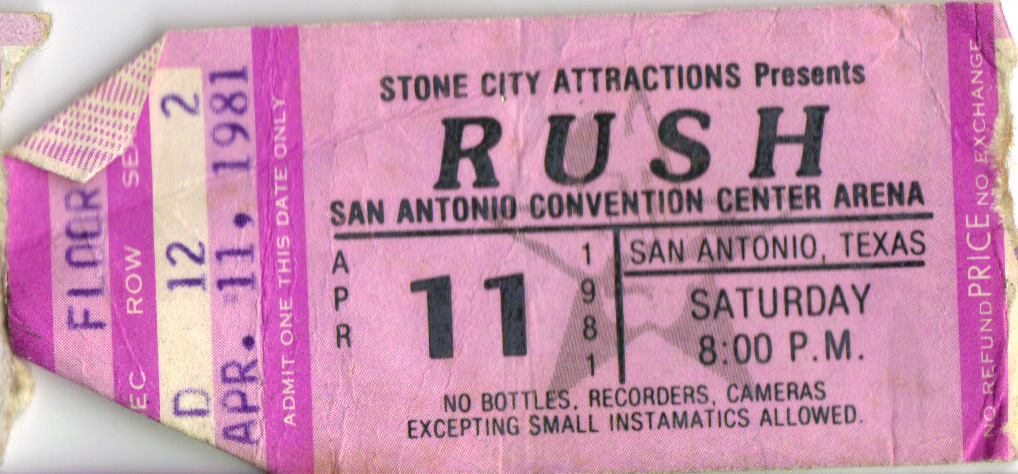 STONE CITY ATTRACTIONS Presents
RUSH
SAN ANTONIO CONVENTION CENTER ARENA
APR
11
1981
SAN ANTONIO, TEXAS
SATURDAY
8:00 P.M.
NO BOTTLES, RECORDERS, CAMERAS
EXCEPTING SMALL INSTAMATICS ALLOWED.
FLOOR
EC ROW SE
D 12 2
APR. 11, 1981
ADMIT ONE THIS DATE ONLY
NO REFUND PRICE NO EXCHANGE